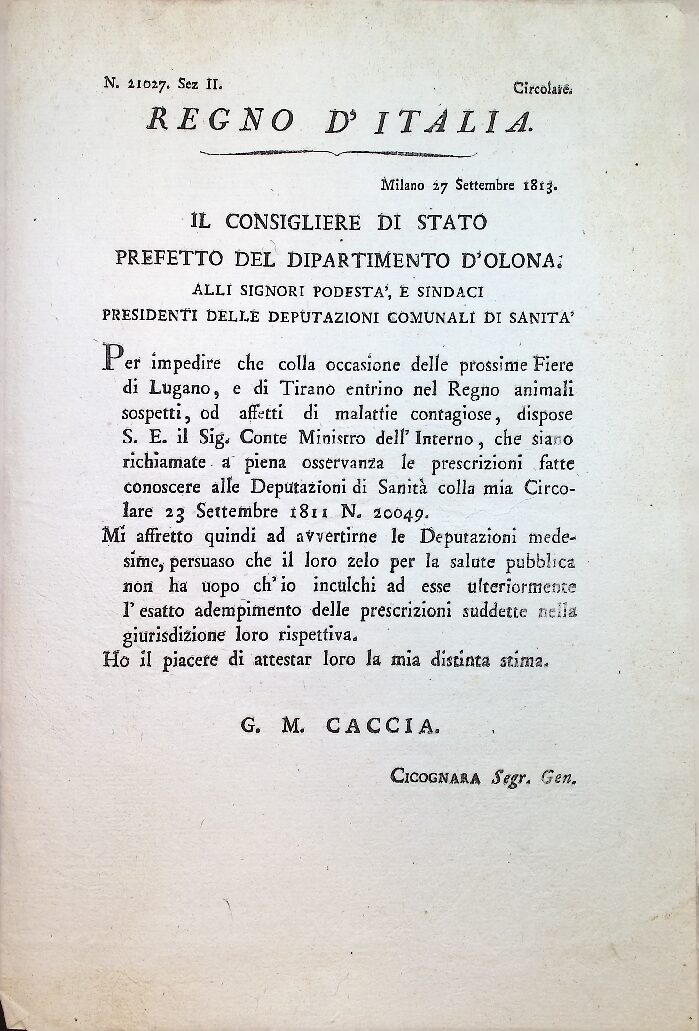 N. 21027. Sez II.
Circolare.
REGNO D' ITALIA.
Milano 27 Settembre 1813.
IL CONSIGLIERE DI STATO
PREFETTO DEL DIPARTIMENTO D'OLONA.
ALLI SIGNORI PODESTA', E SINDACI
PRESIDENTI DELLE DEPUTAZIONI COMUNALI DI SANITA'
Per impedire che colla occasione delle prossime Fiere
di Lugano, e di Tirano entrino nel Regno animali
sospetti, od affetti di malattie contagiose, dispose
S. E. il Sig. Conte Ministro dell' Interno, che siano
richiamate a piena osservanza le prescrizioni fatte
conoscere alle Deputazioni di Sanità colla mia Circo-
lare 23 Settembre 1811 N. 20049.
Mi affretto quindi ad avvertirne le Deputazioni mede-
sime, persuaso che il loro zelo per la salute pubblica
non ha uopo ch' io inculchi ad esse ulteriormente
l' esatto adempimento delle prescrizioni suddette nella
giurisdizione loro rispettiva.
Ho il piacere di attestar loro la mia distinta stima.
G. M. CACCIA.
CICOGNARA Segr. Gen.